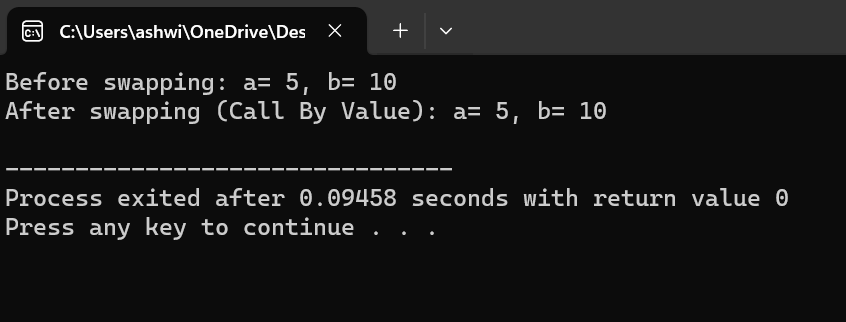 C:\Users\ashwi\OneDrive\Des
Before swapping: a= 5, b= 10
After swapping (Call By Value): a= 5, b= 10
--------------------------------
Process exited after 0.09458 seconds with return value 0
Press any key to continue . . .